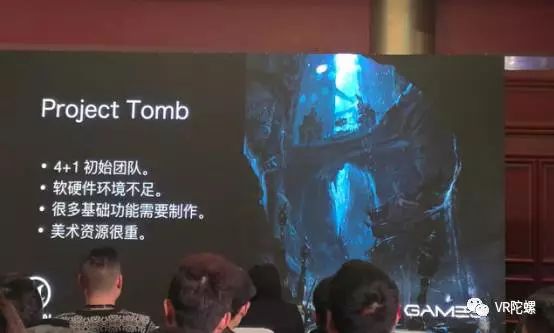 Project Tomb
• 4+1 初始团队。
• 软硬件环境不足。
• 很多基础功能需要制作。
• 美术资源很重。
GAMES
VR陀螺